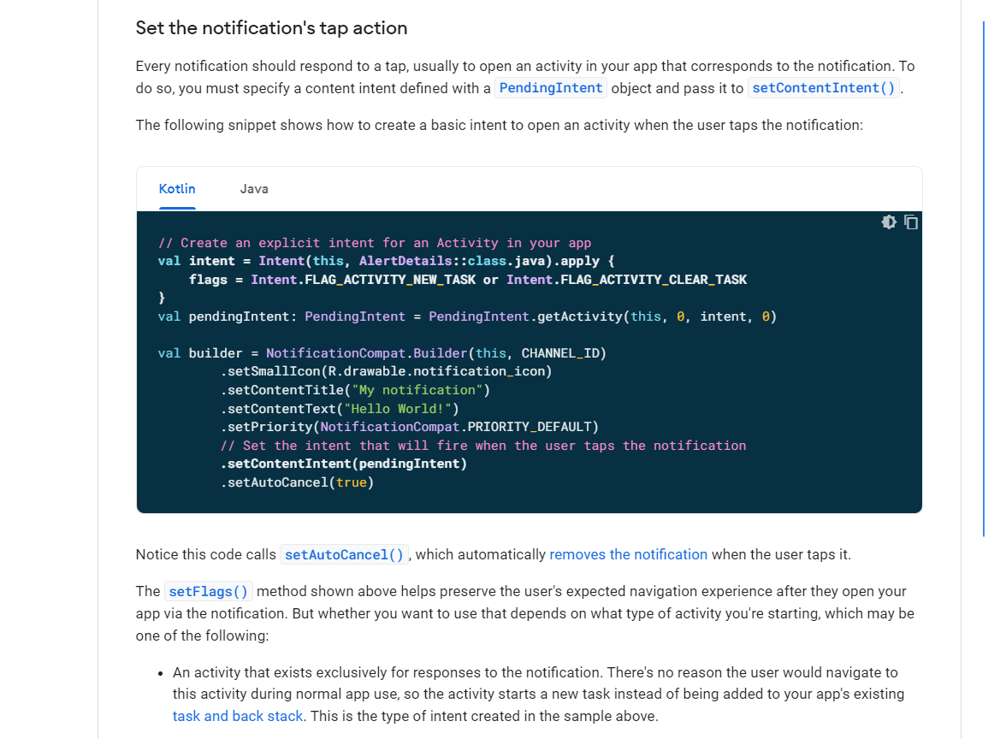 Set the notification's tap action
Every notification should respond to a tap, usually to open an activity in your app that corresponds to the notification. To
do so, you must specify a content intent defined with a PendingIntent object and pass it to setContentIntent().
The following snippet shows how to create a basic intent to open an activity when the user taps the notification:
Kotlin Java
// Create an explicit intent for an Activity in your app
val intent = Intent(this, AlertDetails::class.java).apply {
    flags = Intent.FLAG_ACTIVITY_NEW_TASK or Intent.FLAG_ACTIVITY_CLEAR_TASK
}
val pendingIntent: PendingIntent = PendingIntent.getActivity(this, 0, intent, 0)
val builder = NotificationCompat.Builder(this, CHANNEL_ID)
        .setSmallIcon(R.drawable.notification_icon)
        .setContentTitle("My notification")
        .setContentText("Hello World!")
        .setPriority(NotificationCompat.PRIORITY_DEFAULT)
        // Set the intent that will fire when the user taps the notification
        .setContentIntent(pendingIntent)
        .setAutoCancel(true)
Notice this code calls setAutoCancel(), which automatically removes the notification when the user taps it.
The setFlags() method shown above helps preserve the user's expected navigation experience after they open your
app via the notification. But whether you want to use that depends on what type of activity you're starting, which may be
one of the following:
• An activity that exists exclusively for responses to the notification. There's no reason the user would navigate to
this activity during normal app use, so the activity starts a new task instead of being added to your app's existing
task and back stack. This is the type of intent created in the sample above.